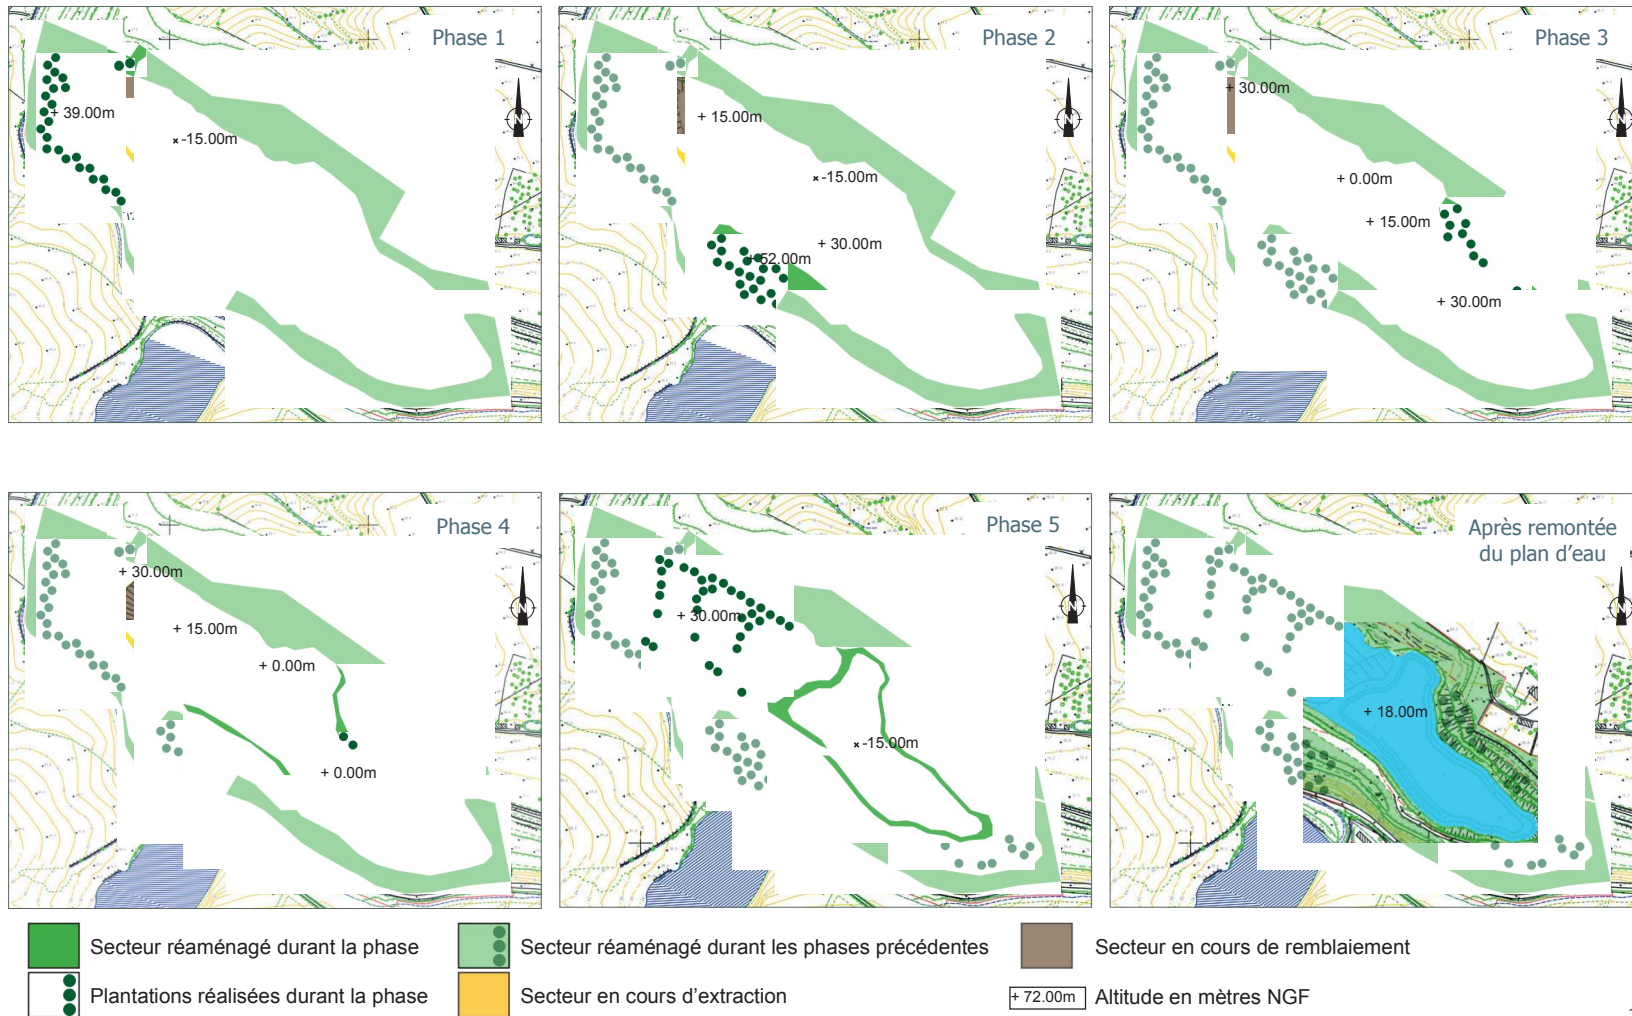 Phase 1
+ 39.00m
-15.00m
N
Phase 2
+ 15.00m
-15.00m
+ 30.00m
+ 52.00m
N
Phase 3
+ 30.00m
+ 0.00m
+ 15.00m
+ 30.00m
N
Phase 4
+ 30.00m
+ 15.00m
+ 0.00m
+ 0.00m
N
Phase 5
+ 30.00m
-15.00m
N
Après remontée
du plan d'eau
+ 18.00m
N
Secteur réaménagé durant la phase
Secteur réaménagé durant les phases précédentes
Secteur en cours de remblaiement
Plantations réalisées durant la phase
Secteur en cours d'extraction
+ 72.00m
Altitude en mètres NGF